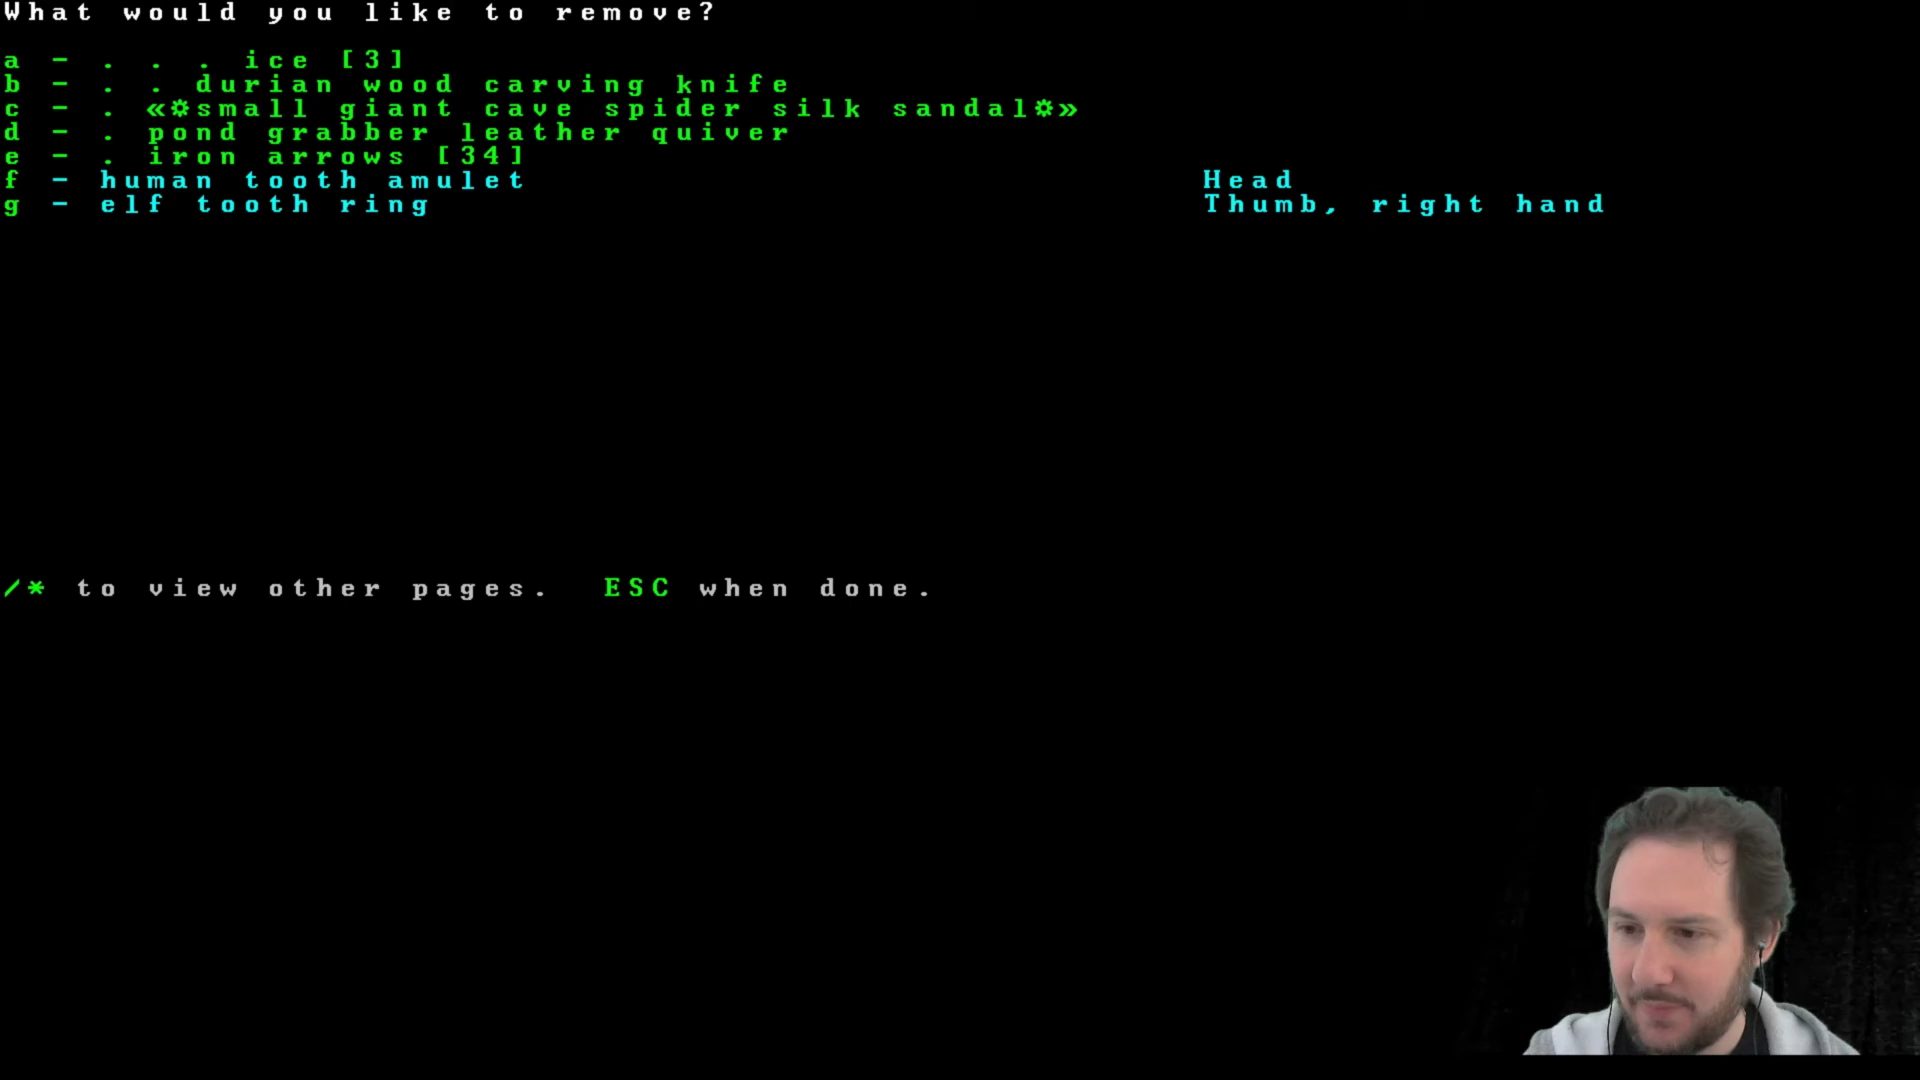 What would you like to remove?
a - . . . ice [3]
b - . . durian wood carving knife
c - . «☼small giant cave spider silk sandal☼»
d - . pond grabber leather quiver
e - . iron arrows [34]
f - human tooth amulet Head
g - elf tooth ring Thumb, right hand
/* to view other pages. ESC when done.